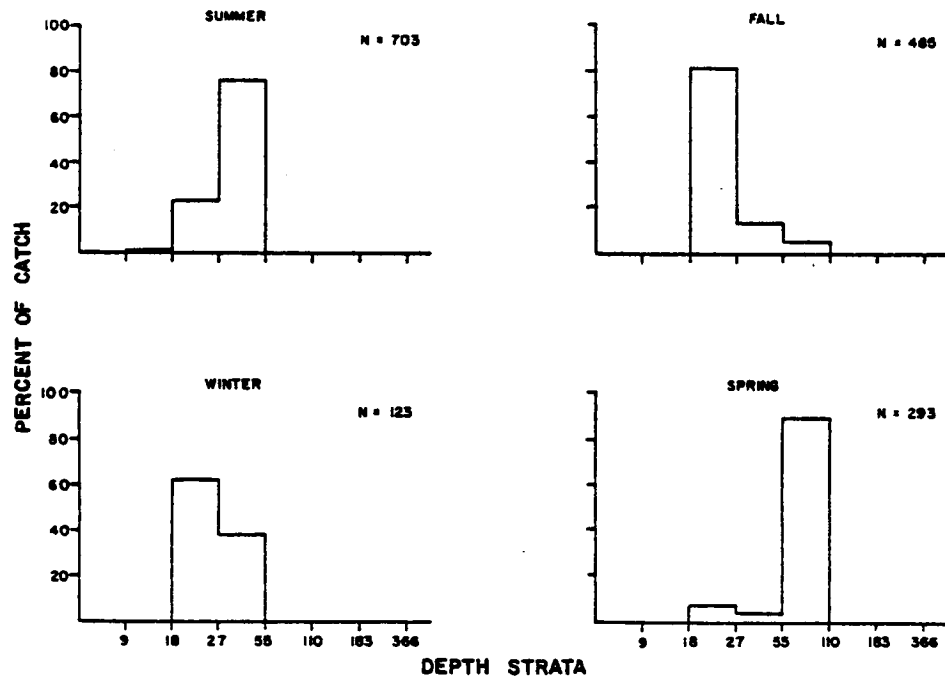 SUMMER
N = 703
100
80
60
40
20
FALL
N = 465
PERCENT OF CATCH
WINTER
N = 123
100
80
60
40
20
9 18 27 55 110 183 366
SPRING
N = 293
9 18 27 55 110 183 366
DEPTH STRATA